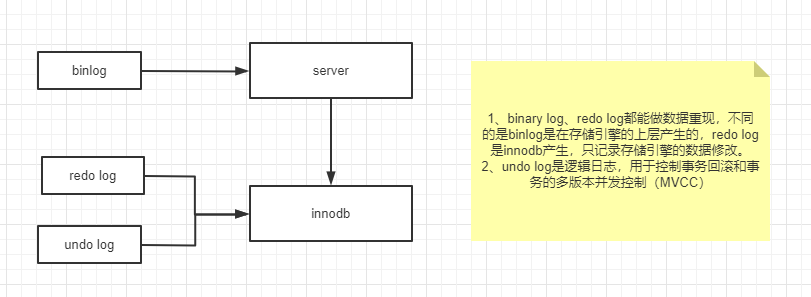 binlog
server
redo log
undo log
innodb
1、binary log、redo log都能做数据重现，不同
的是binlog是在存储引擎的上层产生的，redo log
是innodb产生，只记录存储引擎的数据修改。
2、undo log是逻辑日志，用于控制事务回滚和事
务的多版本并发控制（MVCC）